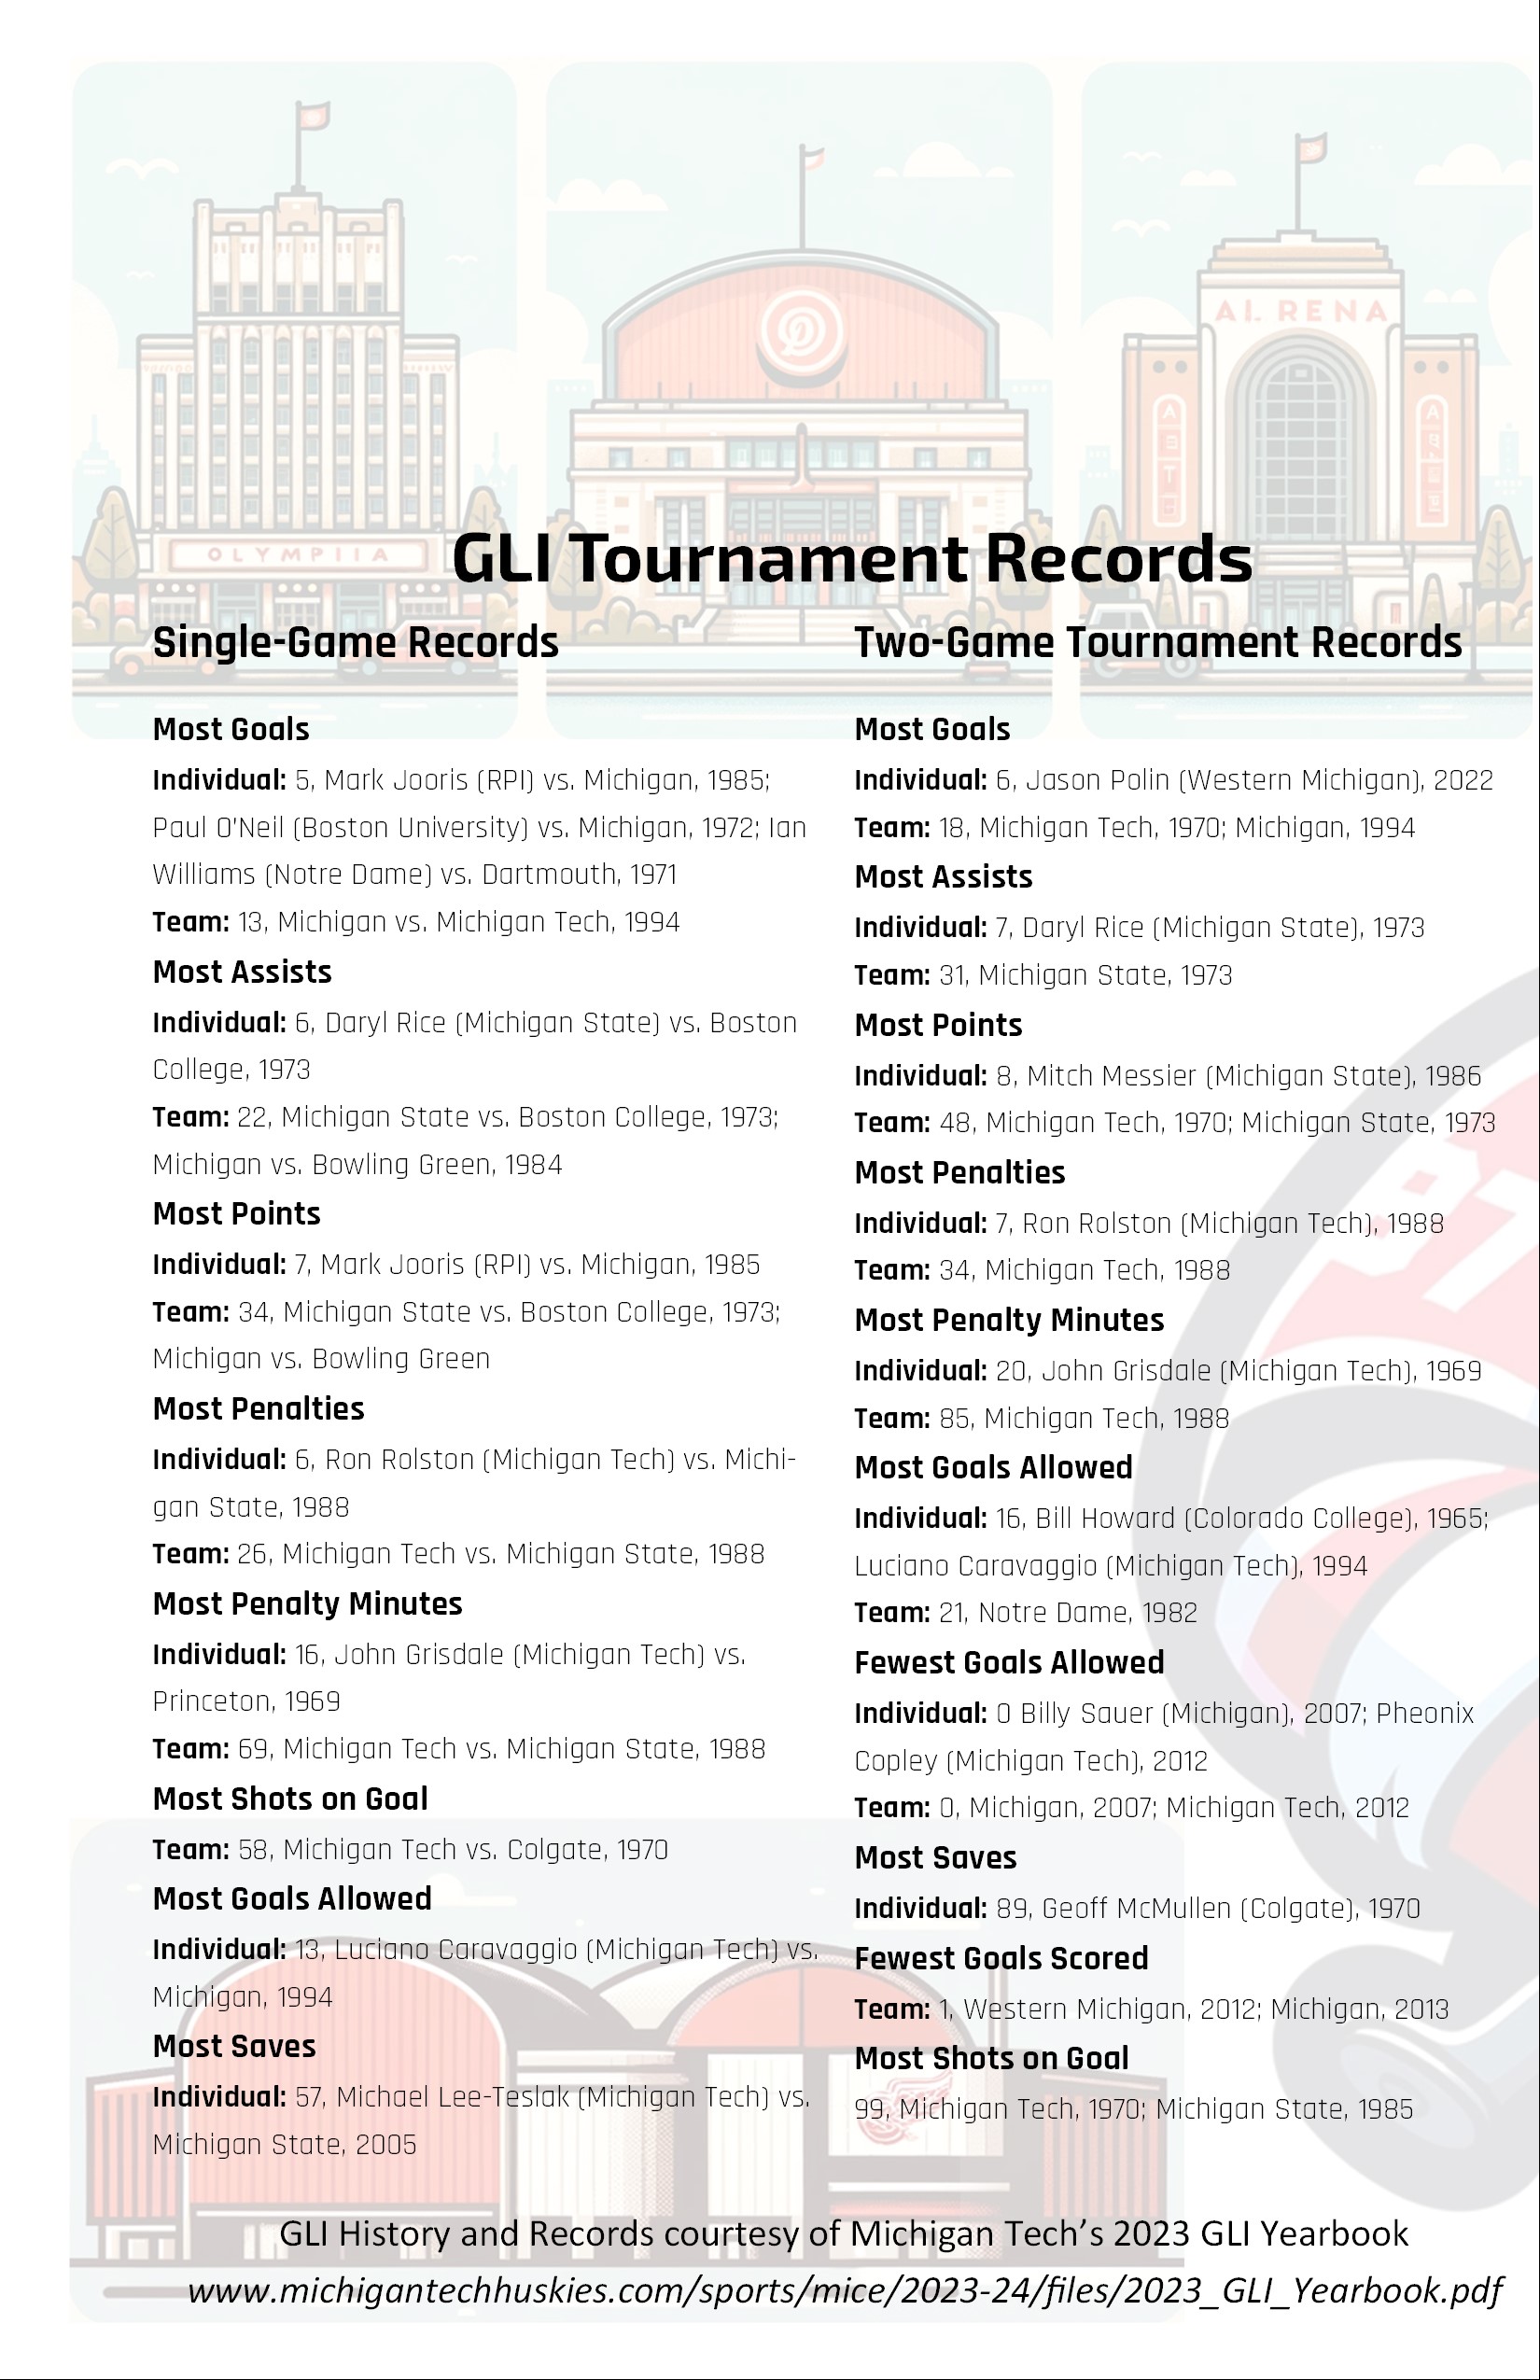 AL RENA
OLYMPIIA
GLI Tournament Records
Single-Game Records
Most Goals
Individual: 5, Mark Jooris (RPI) vs. Michigan, 1985;
Paul O'Neil (Boston University) vs. Michigan, 1972; Ian
Williams (Notre Dame) vs. Dartmouth, 1971
Team: 13, Michigan vs. Michigan Tech, 1994
Most Assists
Individual: 6, Daryl Rice (Michigan State) vs. Boston
College, 1973
Team: 22, Michigan State vs. Boston College, 1973;
Michigan vs. Bowling Green, 1984
Most Points
Individual: 7, Mark Jooris (RPI) vs. Michigan, 1985
Team: 34, Michigan State vs. Boston College, 1973;
Michigan vs. Bowling Green
Most Penalties
Individual: 6, Ron Rolston (Michigan Tech) vs. Michi-
gan State, 1988
Team: 26, Michigan Tech vs. Michigan State, 1988
Most Penalty Minutes
Individual: 16, John Grisdale (Michigan Tech) vs.
Princeton, 1969
Team: 69, Michigan Tech vs. Michigan State, 1988
Most Shots on Goal
Team: 58, Michigan Tech vs. Colgate, 1970
Most Goals Allowed
Individual: 13, Luciano Caravaggio (Michigan Tech) vs.
Michigan, 1994
Most Saves
Individual: 57, Michael Lee-Teslak (Michigan Tech) vs.
Michigan State, 2005
Two-Game Tournament Records
Most Goals
Individual: 6, Jason Polin (Western Michigan), 2022
Team: 18, Michigan Tech, 1970; Michigan, 1994
Most Assists
Individual: 7, Daryl Rice (Michigan State), 1973
Team: 31, Michigan State, 1973
Most Points
Individual: 8, Mitch Messier (Michigan State), 1986
Team: 48, Michigan Tech, 1970; Michigan State, 1973
Most Penalties
Individual: 7, Ron Rolston (Michigan Tech), 1988
Team: 34, Michigan Tech, 1988
Most Penalty Minutes
Individual: 20, John Grisdale (Michigan Tech), 1969
Team: 85, Michigan Tech, 1988
Most Goals Allowed
Individual: 16, Bill Howard (Colorado College), 1965;
Luciano Caravaggio (Michigan Tech), 1994
Team: 21, Notre Dame, 1982
Fewest Goals Allowed
Individual: 0 Billy Sauer (Michigan), 2007; Pheonix
Copley (Michigan Tech), 2012
Team: 0, Michigan, 2007; Michigan Tech, 2012
Most Saves
Individual: 89, Geoff McMullen (Colgate), 1970
Fewest Goals Scored
Team: 1, Western Michigan, 2012; Michigan, 2013
Most Shots on Goal
99, Michigan Tech, 1970; Michigan State, 1985
GLI History and Records courtesy of Michigan Tech's 2023 GLI Yearbook
www.michigantechhuskies.com/sports/mice/2023-24/files/2023_GLI_Yearbook.pdf